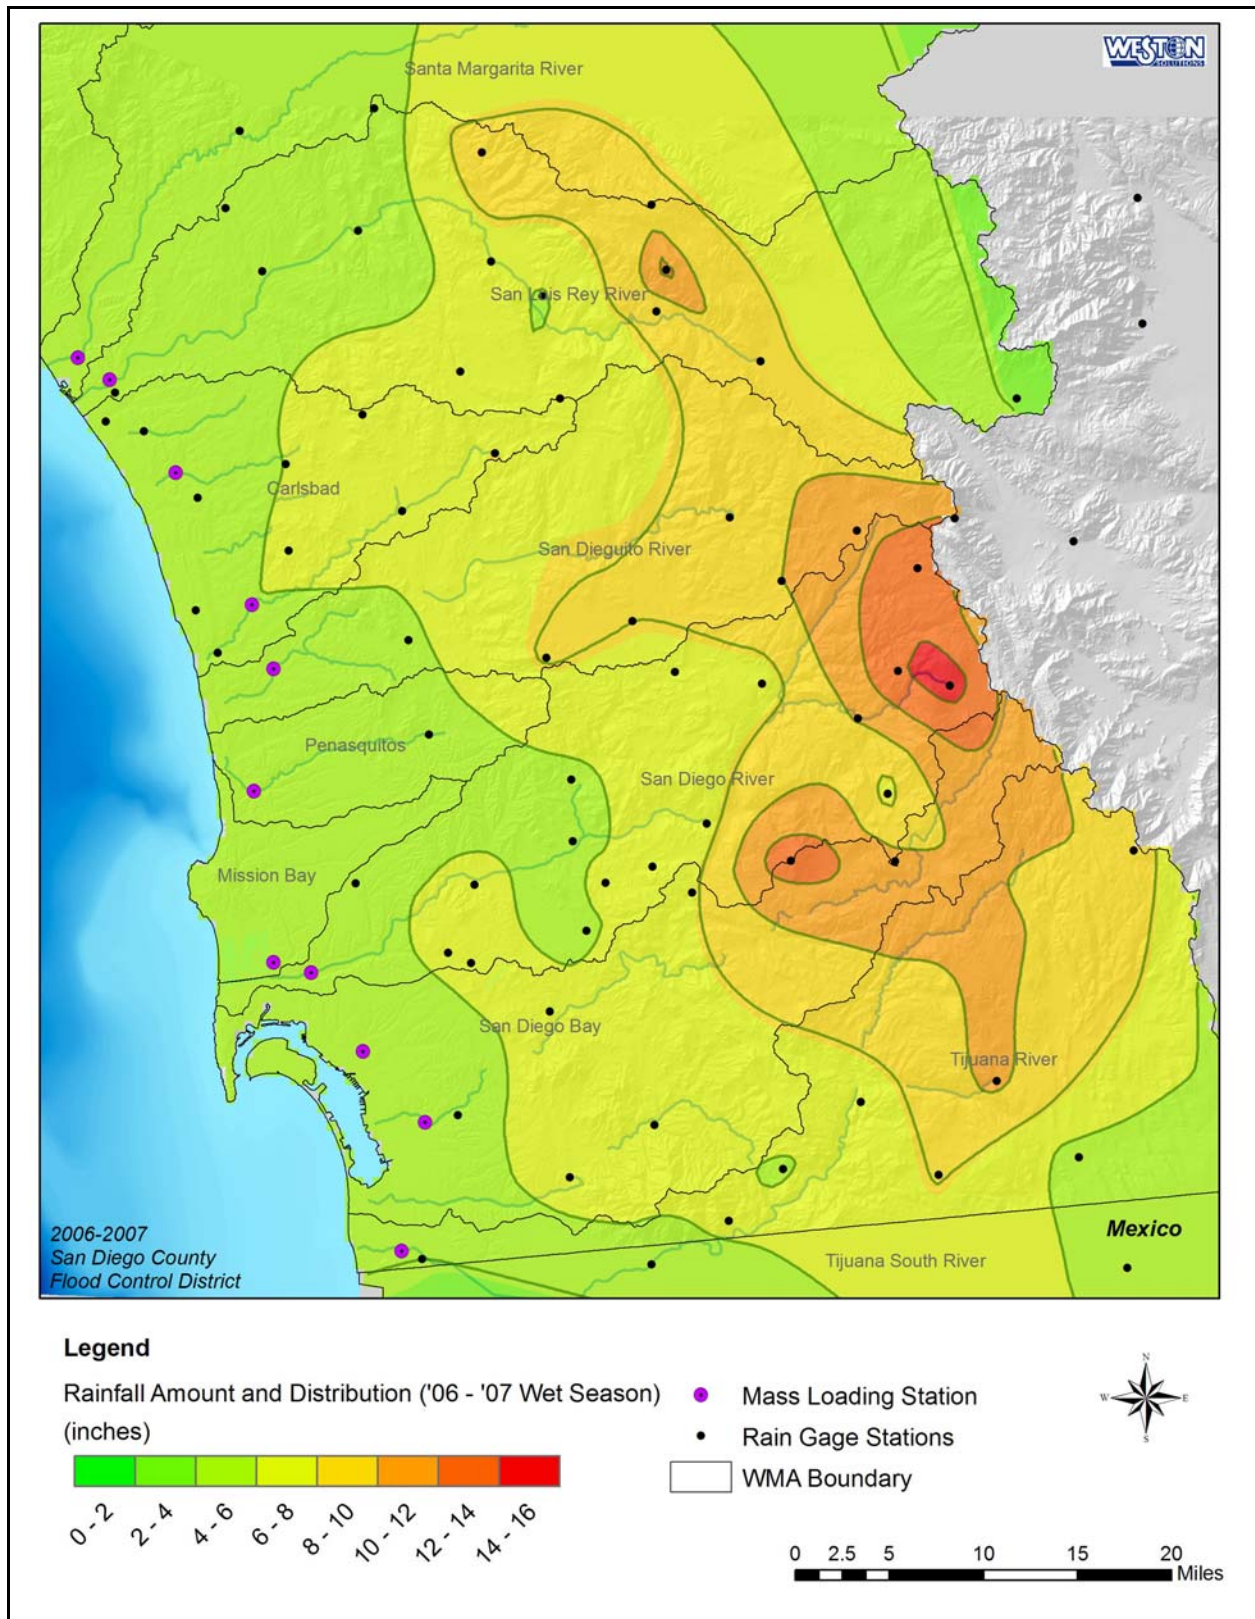 WESTON
SOLUTIONS
Santa Margarita River
San Luis Rey River
Carlsbad
San Dieguito River
Penasquitos
San Diego River
Mission Bay
San Diego Bay
Tijuana River
Mexico
2006-2007
San Diego County
Flood Control District
Tijuana South River
Legend
Rainfall Amount and Distribution ('06 - '07 Wet Season)
(inches)
0 - 2
2 - 4
4 - 6
6 - 8
8 - 10
10 - 12
12 - 14
14 - 16
Mass Loading Station
Rain Gage Stations
WMA Boundary
N
W E
S
0 2.5 5 10 15 20
Miles